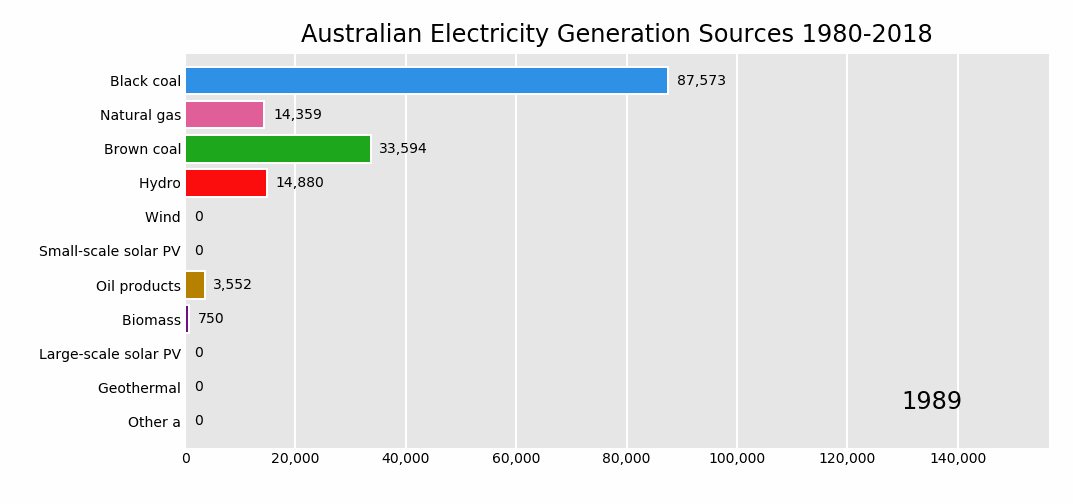 Australian Electricity Generation Sources 1980-2018
Black coal 87,573
Natural gas 14,359
Brown coal 33,594
Hydro 14,880
Wind 0
Small-scale solar PV 0
Oil products 3,552
Biomass 750
Large-scale solar PV 0
Geothermal 0
1989
Other a 0
0 20,000 40,000 60,000 80,000 100,000 120,000 140,000